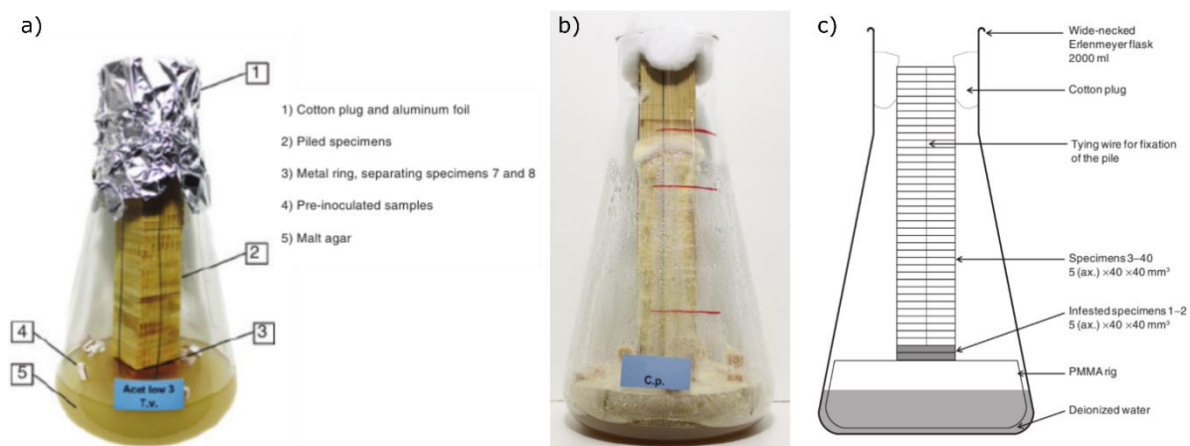 a)
1
1) Cotton plug and aluminum foil
2) Piled specimens
3) Metal ring, separating specimens 7 and 8
4) Pre-inoculated samples
5) Malt agar
2
3
4
5
Acet low 3
T.v.
b)
C.p.
c)
Wide-necked
Erlenmeyer flask
2000 ml
Cotton plug
Tying wire for fixation
of the pile
Specimens 3–40
5 (ax.) ×40 ×40 mm³
Infested specimens 1–2
5 (ax.) ×40 ×40 mm³
PMMA rig
Deionized water